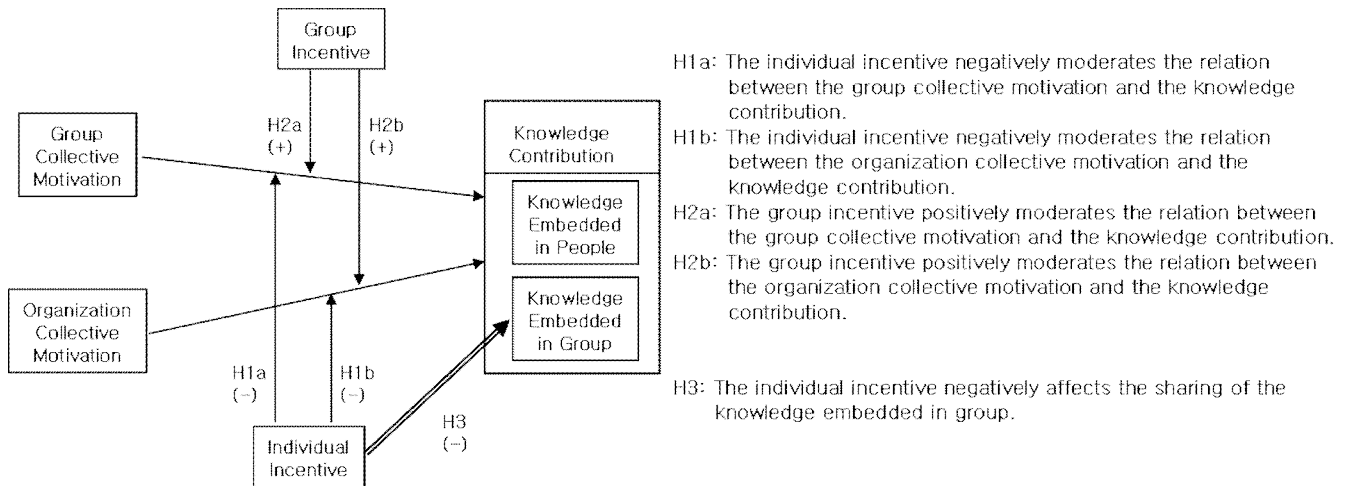 Group
Incentive
H2a
(+)
H2b
(+)
Group
Collective
Motivation
Knowledge
Contribution
Knowledge
Embedded
in People
Organization
Collective
Motivation
Knowledge
Embedded
in Group
H1a
(-)
H1b
(-)
H3
(-)
Individual
Incentive
H1a: The individual incentive negatively moderates the relation
between the group collective motivation and the knowledge
contribution.
H1b: The individual incentive negatively moderates the relation
between the organization collective motivation and the
knowledge contribution.
H2a: The group incentive positively moderates the relation between
the group collective motivation and the knowledge contribution.
H2b: The group incentive positively moderates the relation between
the organization collective motivation and the knowledge
contribution.
H3: The individual incentive negatively affects the sharing of the
knowledge embedded in group.